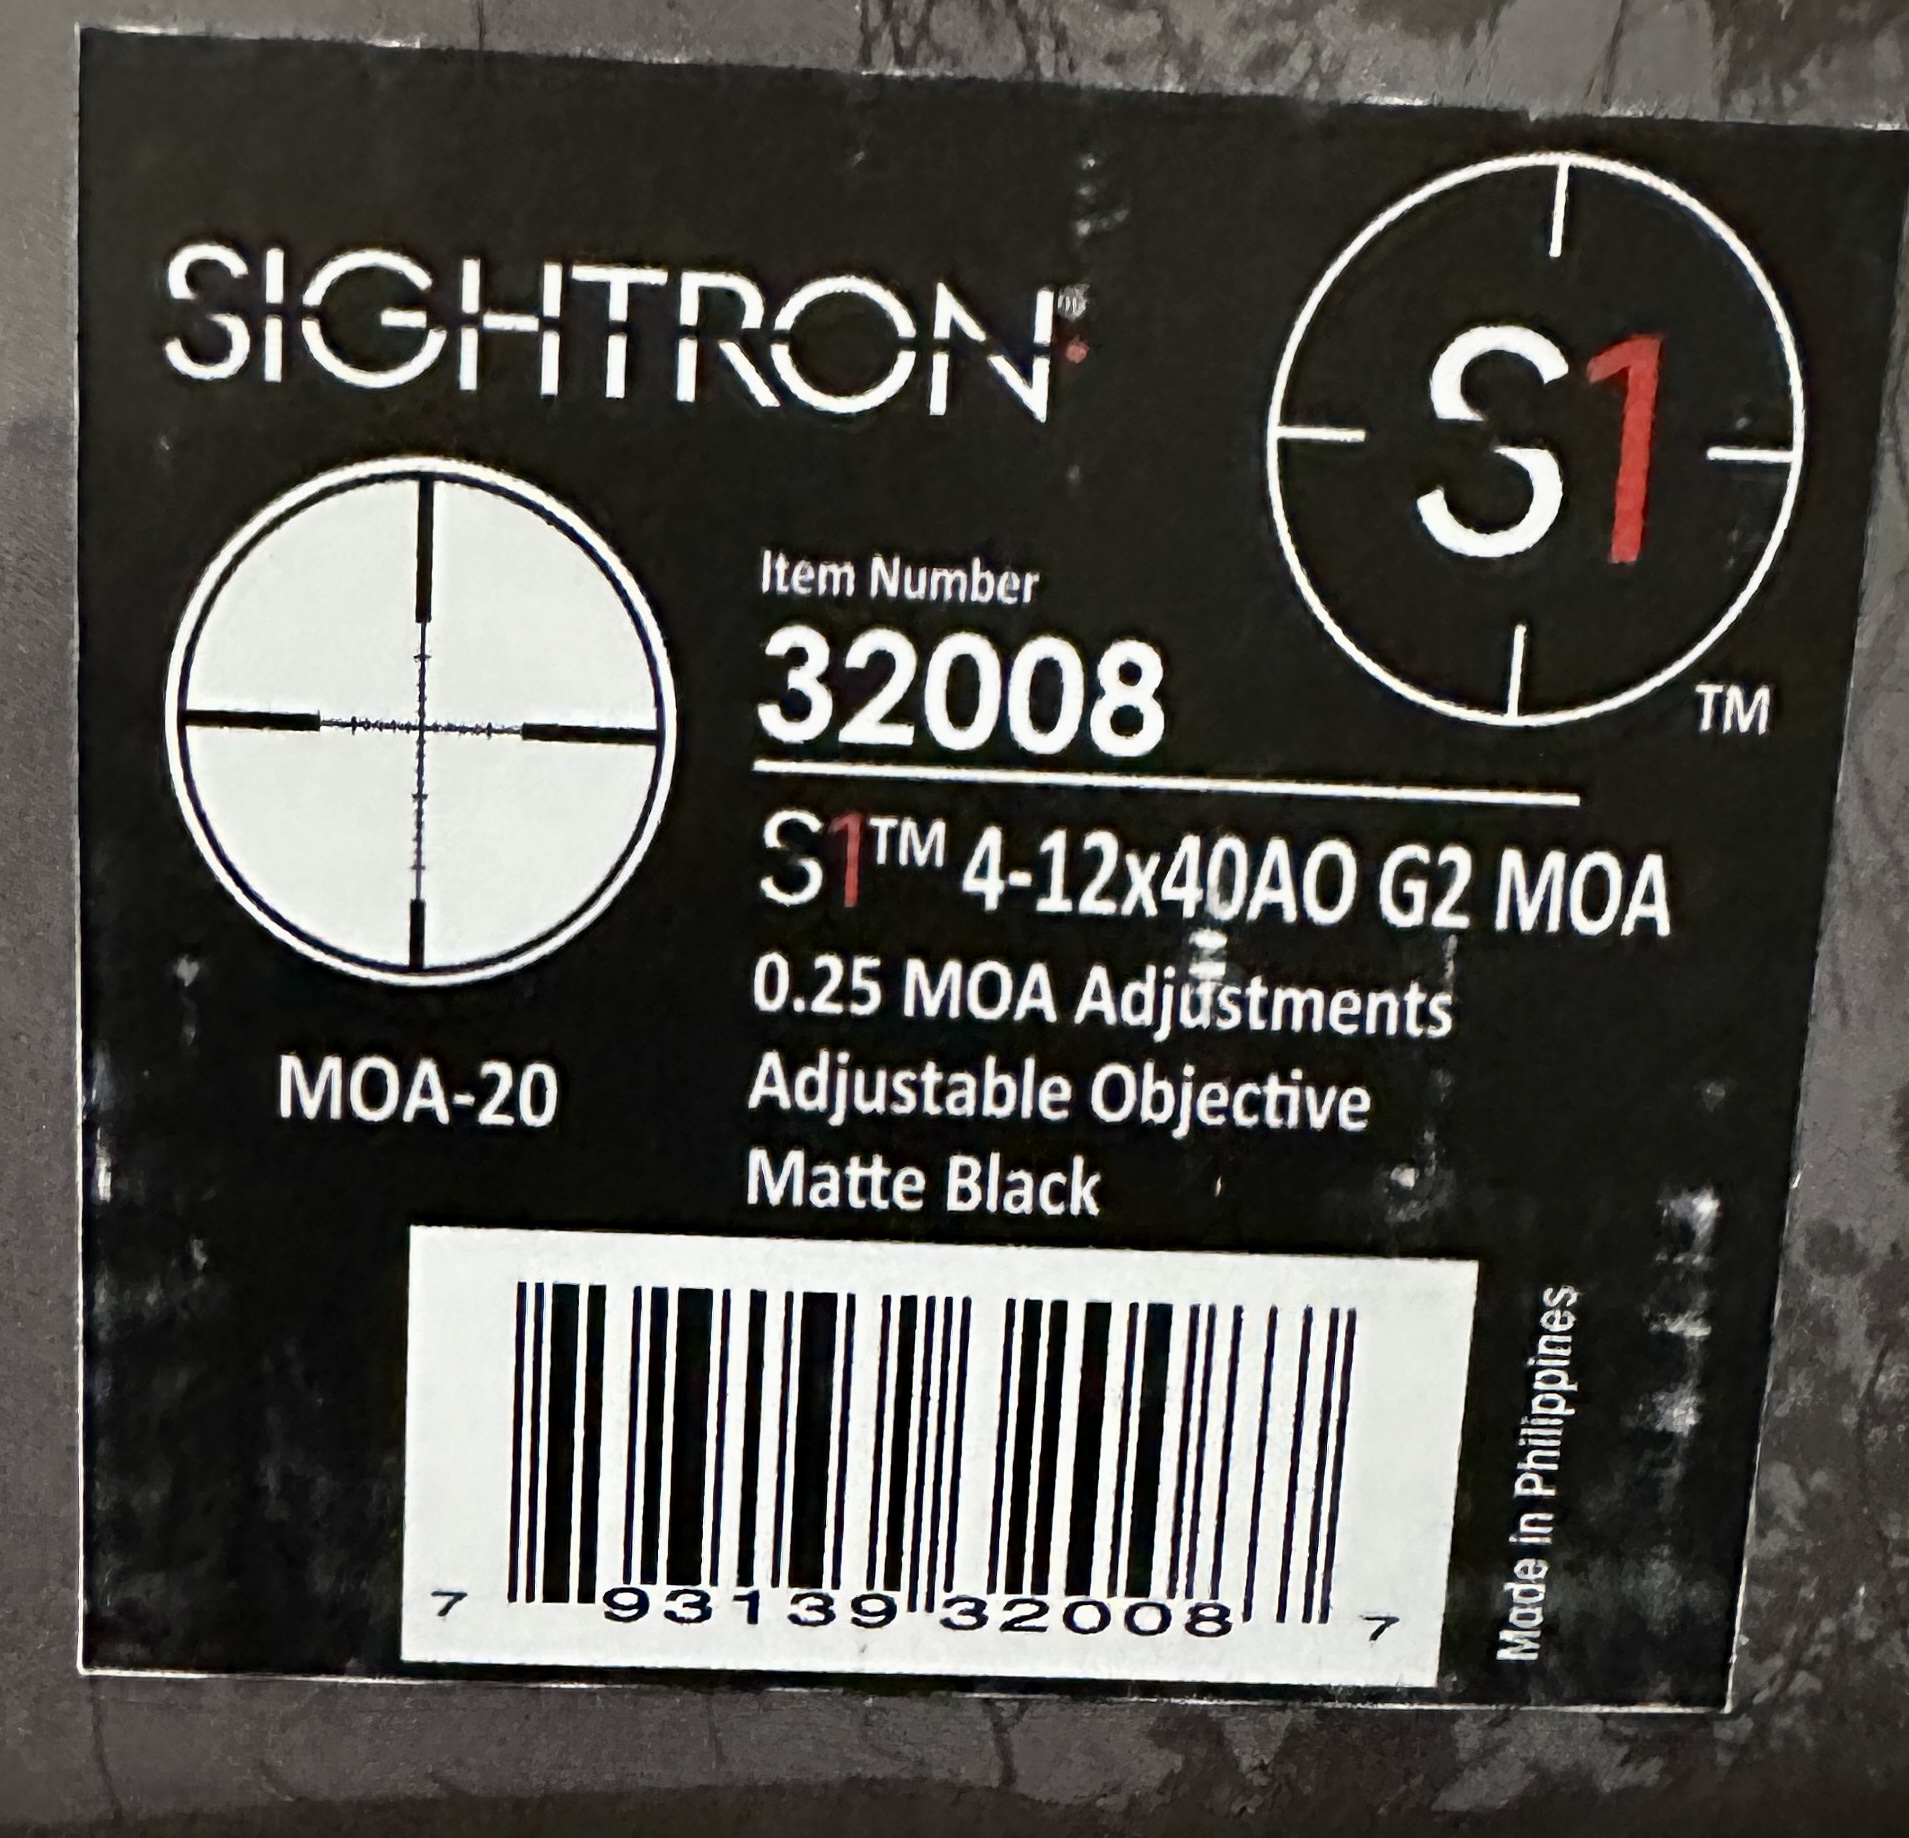 SIGHTRON
S1 TM
Item Number
32008
S1™ 4-12x40AO G2 MOA
0.25 MOA Adjustments
Adjustable Objective
Matte Black
MOA-20
7 93139 32008 7
Made in Philippines